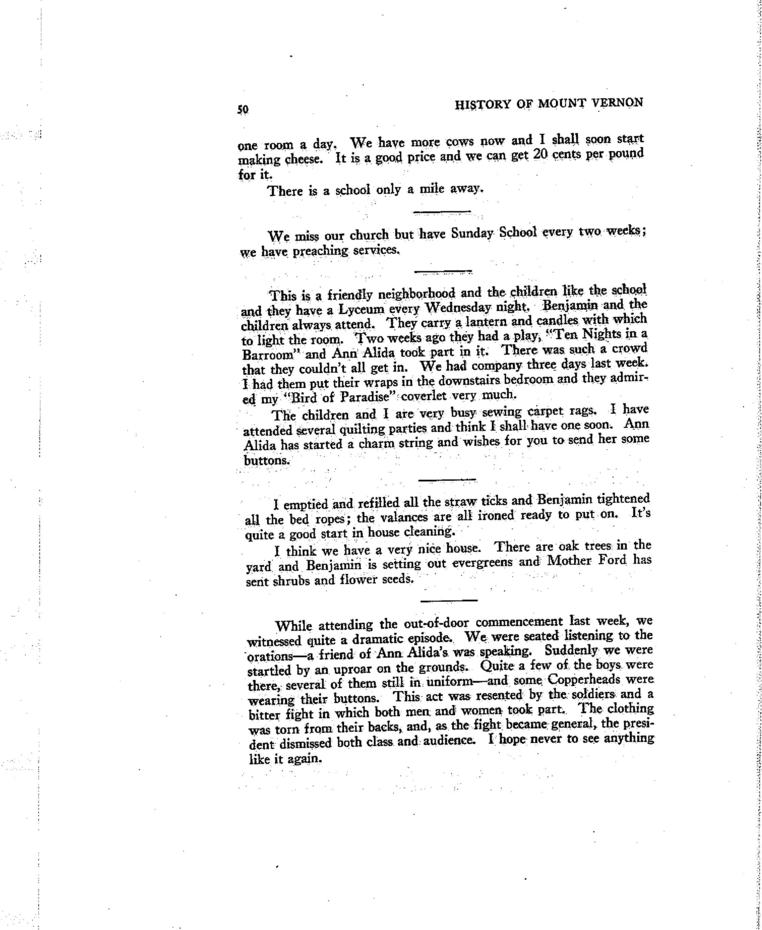 50 HISTORY OF MOUNT VERNON
one room a day. We have more cows now and I shall soon start
making cheese. It is a good price and we can get 20 cents per pound
for it.
There is a school only a mile away.
We miss our church but have Sunday School every two weeks;
we have preaching services.
This is a friendly neighborhood and the children like the school
and they have a Lyceum every Wednesday night. Benjamin and the
children always attend. They carry a lantern and candles with which
to light the room. Two weeks ago they had a play, "Ten Nights in a
Barroom" and Ann Alida took part in it. There was such a crowd
that they couldn't all get in. We had company three days last week.
I had them put their wraps in the downstairs bedroom and they admir-
ed my "Bird of Paradise" coverlet very much.
The children and I are very busy sewing carpet rags. I have
attended several quilting parties and think I shall have one soon. Ann
Alida has started a charm string and wishes for you to send her some
buttons.
I emptied and refilled all the straw ticks and Benjamin tightened
all the bed ropes; the valances are all ironed ready to put on. It's
quite a good start in house cleaning.
I think we have a very nice house. There are oak trees in the
yard and Benjamin is setting out evergreens and Mother Ford has
sent shrubs and flower seeds.
While attending the out-of-door commencement last week, we
witnessed quite a dramatic episode. We were seated listening to the
orations—a friend of Ann Alida's was speaking. Suddenly we were
startled by an uproar on the grounds. Quite a few of the boys were
there, several of them still in uniform—and some Copperheads were
wearing their buttons. This act was resented by the soldiers and a
bitter fight in which both men and women took part. The clothing
was torn from their backs, and, as the fight became general, the presi-
dent dismissed both class and audience. I hope never to see anything
like it again.